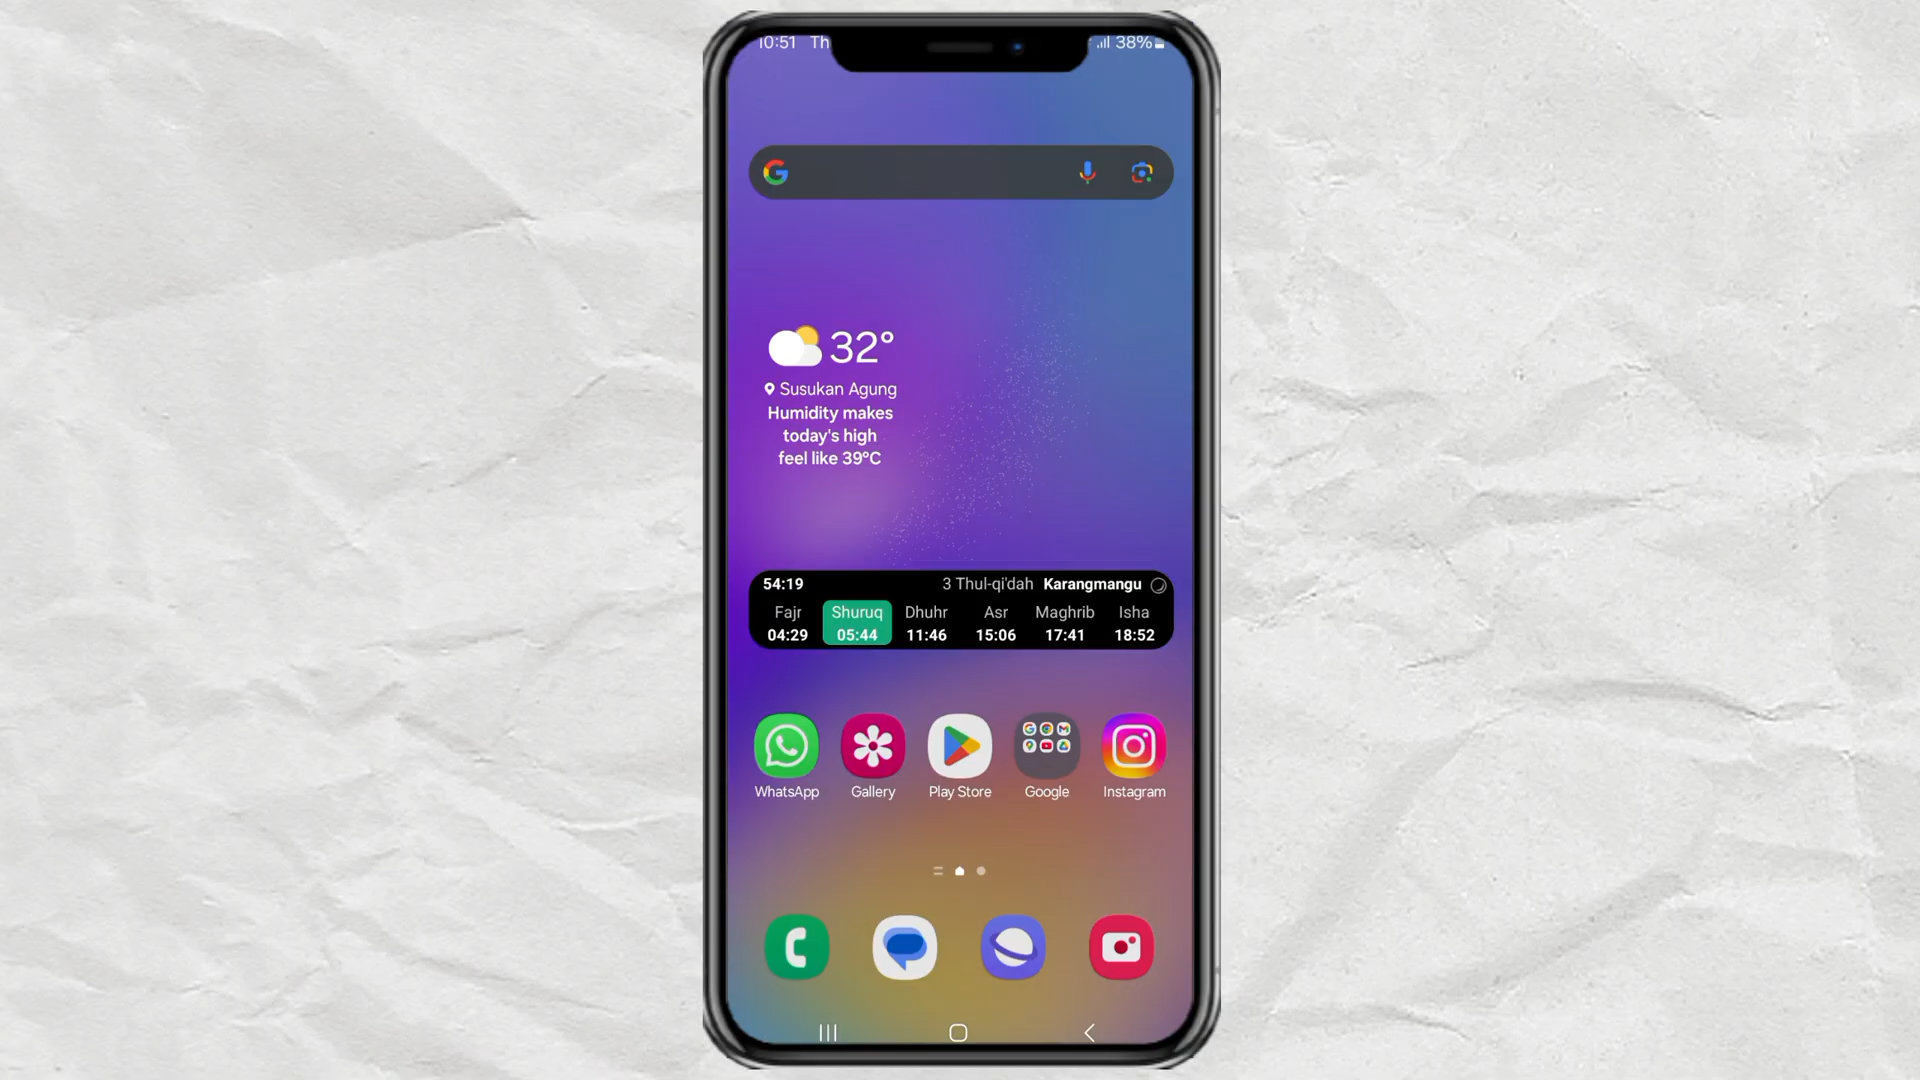 10:51 Th
38%
32°
Susukan Agung
Humidity makes
today's high
feel like 39°C
54:19 3 Thul-qi'dah Karangmangu
Fajr Shuruq Dhuhr Asr Maghrib Isha
04:29 05:44 11:46 15:06 17:41 18:52
WhatsApp Gallery Play Store Google Instagram